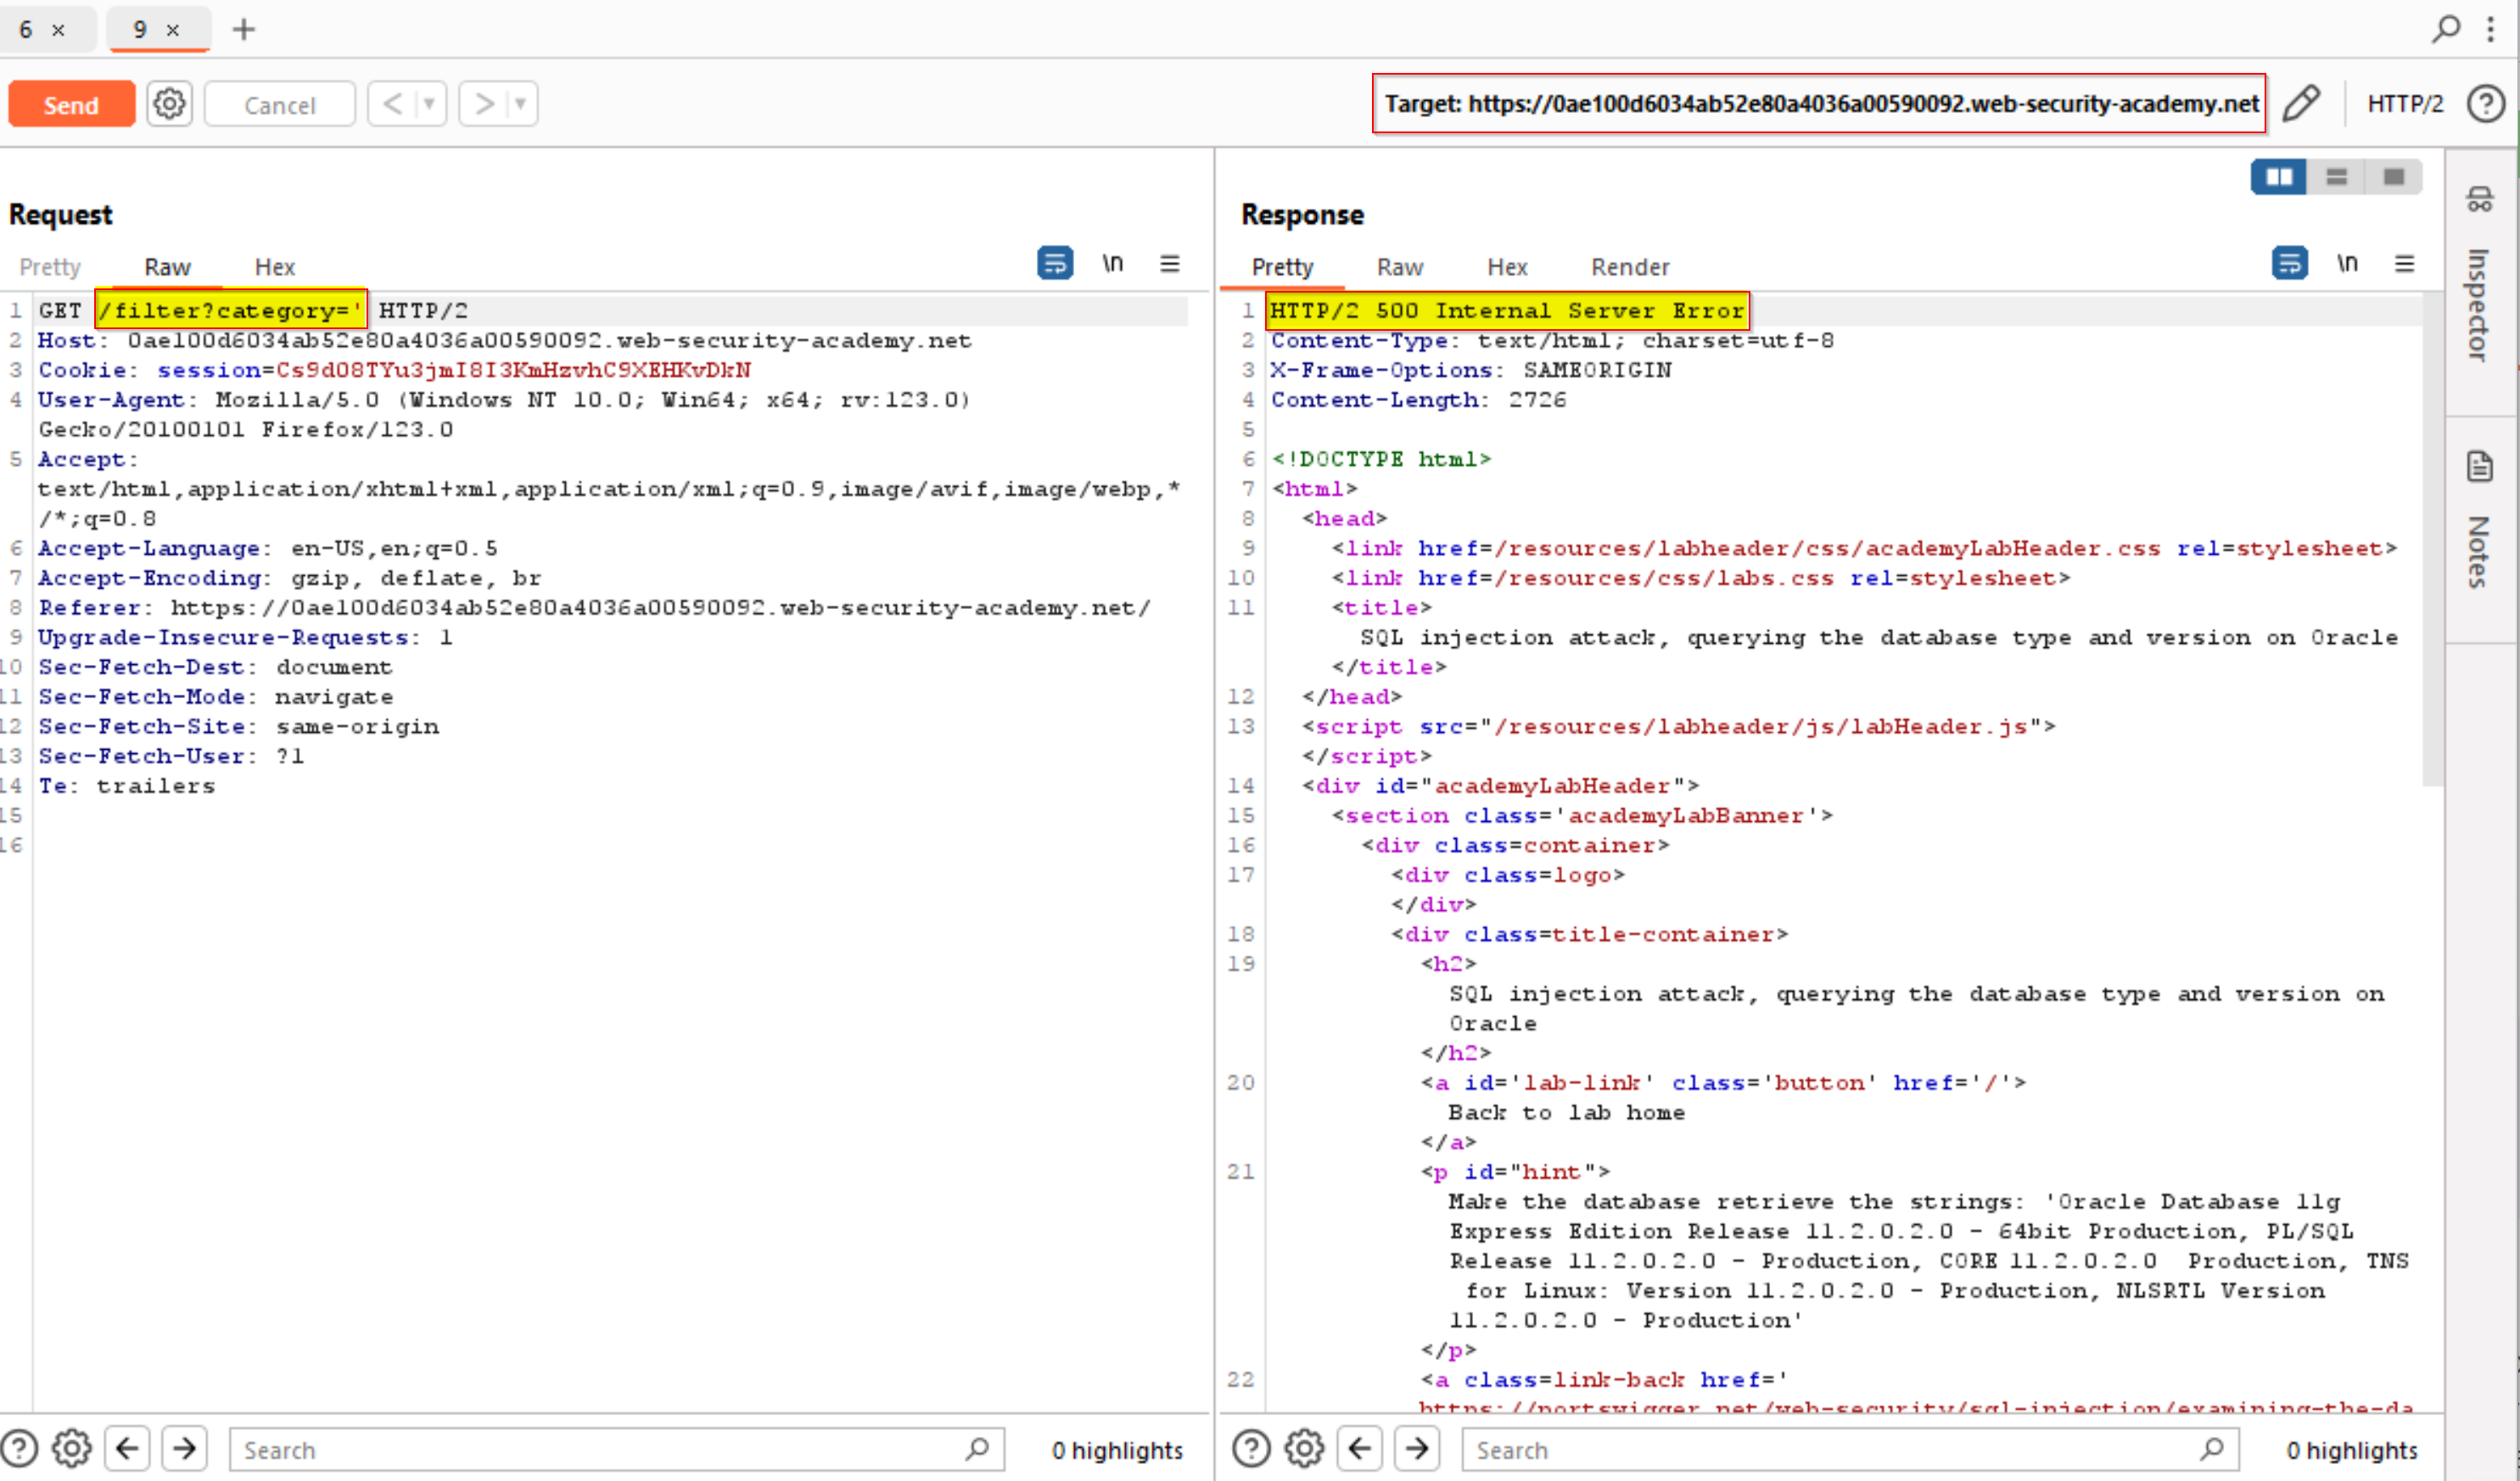 6 × 9 × +
Send Cancel < ▾ > ▾ Target: https://0ae100d6034ab52e80a4036a00590092.web-security-academy.net HTTP/2 ?
Request
Pretty Raw Hex \n
1 GET /filter?category=' HTTP/2
2 Host: 0ae100d6034ab52e80a4036a00590092.web-security-academy.net
3 Cookie: session=Cs9dO8TYu3jmI8I3KmHzvhC9XEHKvDkN
4 User-Agent: Mozilla/5.0 (Windows NT 10.0; Win64; x64; rv:123.0)
Gecko/20100101 Firefox/123.0
5 Accept:
text/html,application/xhtml+xml,application/xml;q=0.9,image/avif,image/webp,*
/*;q=0.8
6 Accept-Language: en-US,en;q=0.5
7 Accept-Encoding: gzip, deflate, br
8 Referer: https://0ae100d6034ab52e80a4036a00590092.web-security-academy.net/
9 Upgrade-Insecure-Requests: 1
10 Sec-Fetch-Dest: document
11 Sec-Fetch-Mode: navigate
12 Sec-Fetch-Site: same-origin
13 Sec-Fetch-User: ?1
14 Te: trailers
15
16
? Search 0 highlights
Response
Pretty Raw Hex Render \n
1 HTTP/2 500 Internal Server Error
2 Content-Type: text/html; charset=utf-8
3 X-Frame-Options: SAMEORIGIN
4 Content-Length: 2726
5
6 <!DOCTYPE html>
7 <html>
8 <head>
9 <link href=/resources/labheader/css/academyLabHeader.css rel=stylesheet>
10 <link href=/resources/css/labs.css rel=stylesheet>
11 <title>
SQL injection attack, querying the database type and version on Oracle
</title>
12 </head>
13 <script src="/resources/labheader/js/labHeader.js">
</script>
14 <div id="academyLabHeader">
15 <section class='academyLabBanner'>
16 <div class=container>
17 <div class=logo>
</div>
18 <div class=title-container>
19 <h2>
SQL injection attack, querying the database type and version on
Oracle
</h2>
20 <a id='lab-link' class='button' href='/'>
Back to lab home
</a>
21 <p id="hint">
Make the database retrieve the strings: 'Oracle Database 11g
Express Edition Release 11.2.0.2.0 - 64bit Production, PL/SQL
Release 11.2.0.2.0 - Production, CORE 11.2.0.2.0 Production, TNS
for Linux: Version 11.2.0.2.0 - Production, NLSRTL Version
11.2.0.2.0 - Production'
</p>
22 <a class=link-back href='
https://portswigger.net/web-security/sql-injection/examining-the-da
? Search 0 highlights
Inspector
Notes